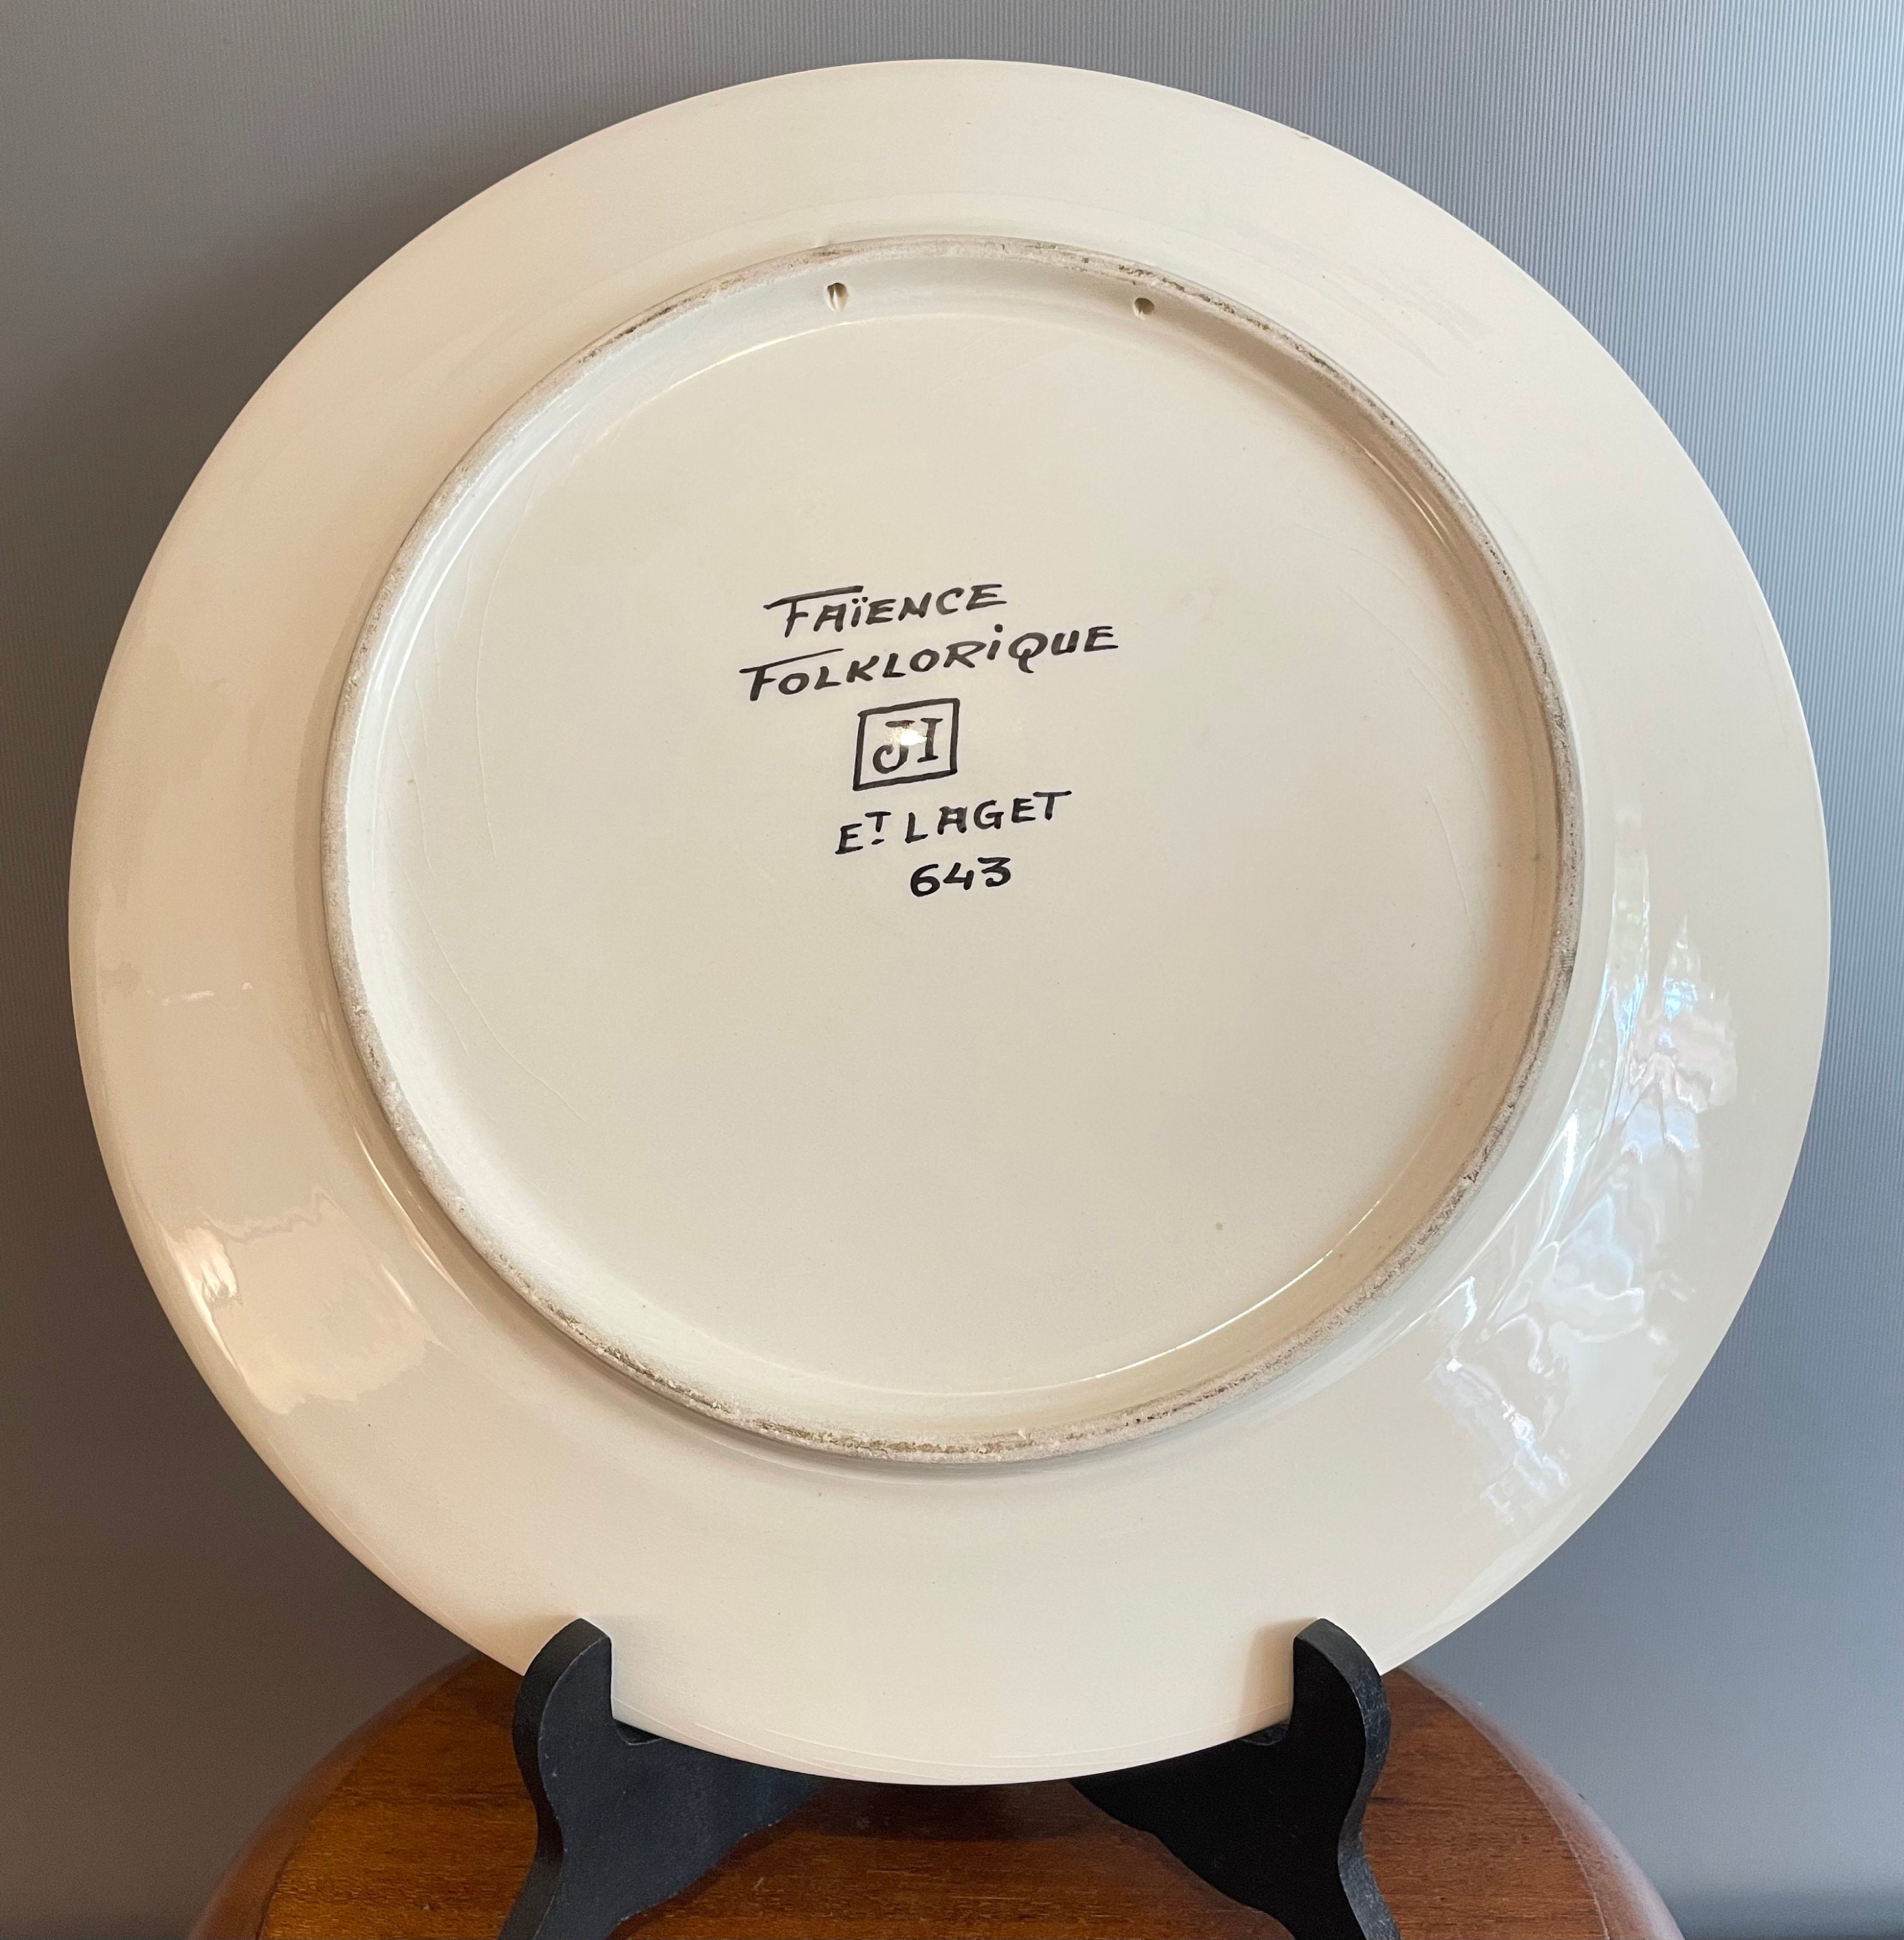 FAÏENCE
FOLKLORiQUE
JI
ET LAGET
643